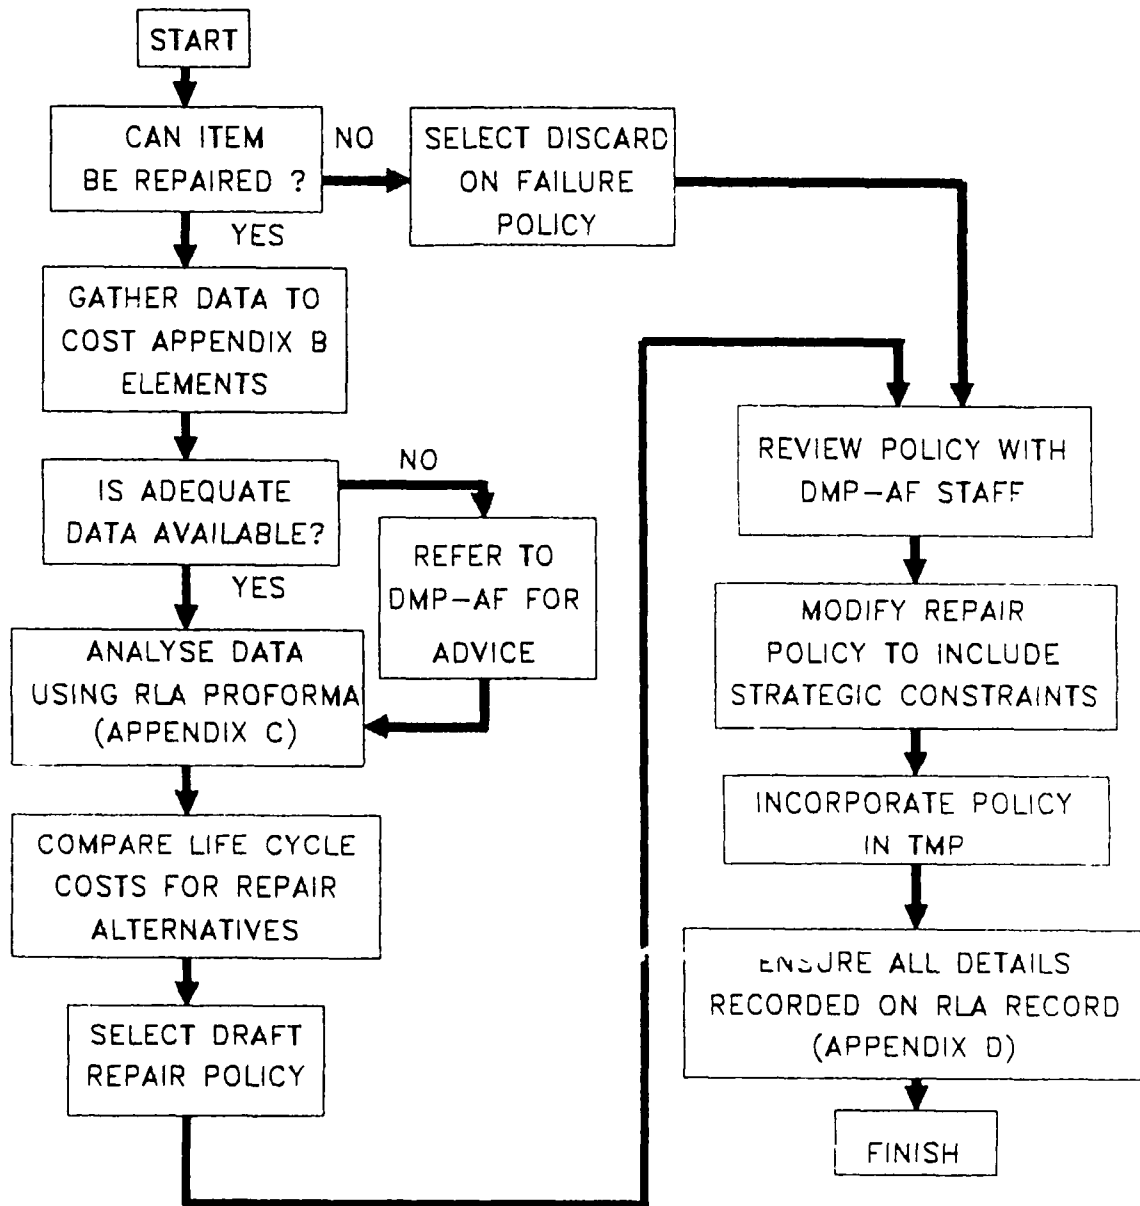 START
CAN ITEM
BE REPAIRED ?
NO
SELECT DISCARD
ON FAILURE
POLICY
YES
GATHER DATA TO
COST APPENDIX B
ELEMENTS
IS ADEQUATE
DATA AVAILABLE?
NO
REFER TO
DMP-AF FOR
ADVICE
YES
ANALYSE DATA
USING RLA PROFORMA
(APPENDIX C)
COMPARE LIFE CYCLE
COSTS FOR REPAIR
ALTERNATIVES
SELECT DRAFT
REPAIR POLICY
REVIEW POLICY WITH
DMP-AF STAFF
MODIFY REPAIR
POLICY TO INCLUDE
STRATEGIC CONSTRAINTS
INCORPORATE POLICY
IN TMP
ENSURE ALL DETAILS
RECORDED ON RLA RECORD
(APPENDIX D)
FINISH